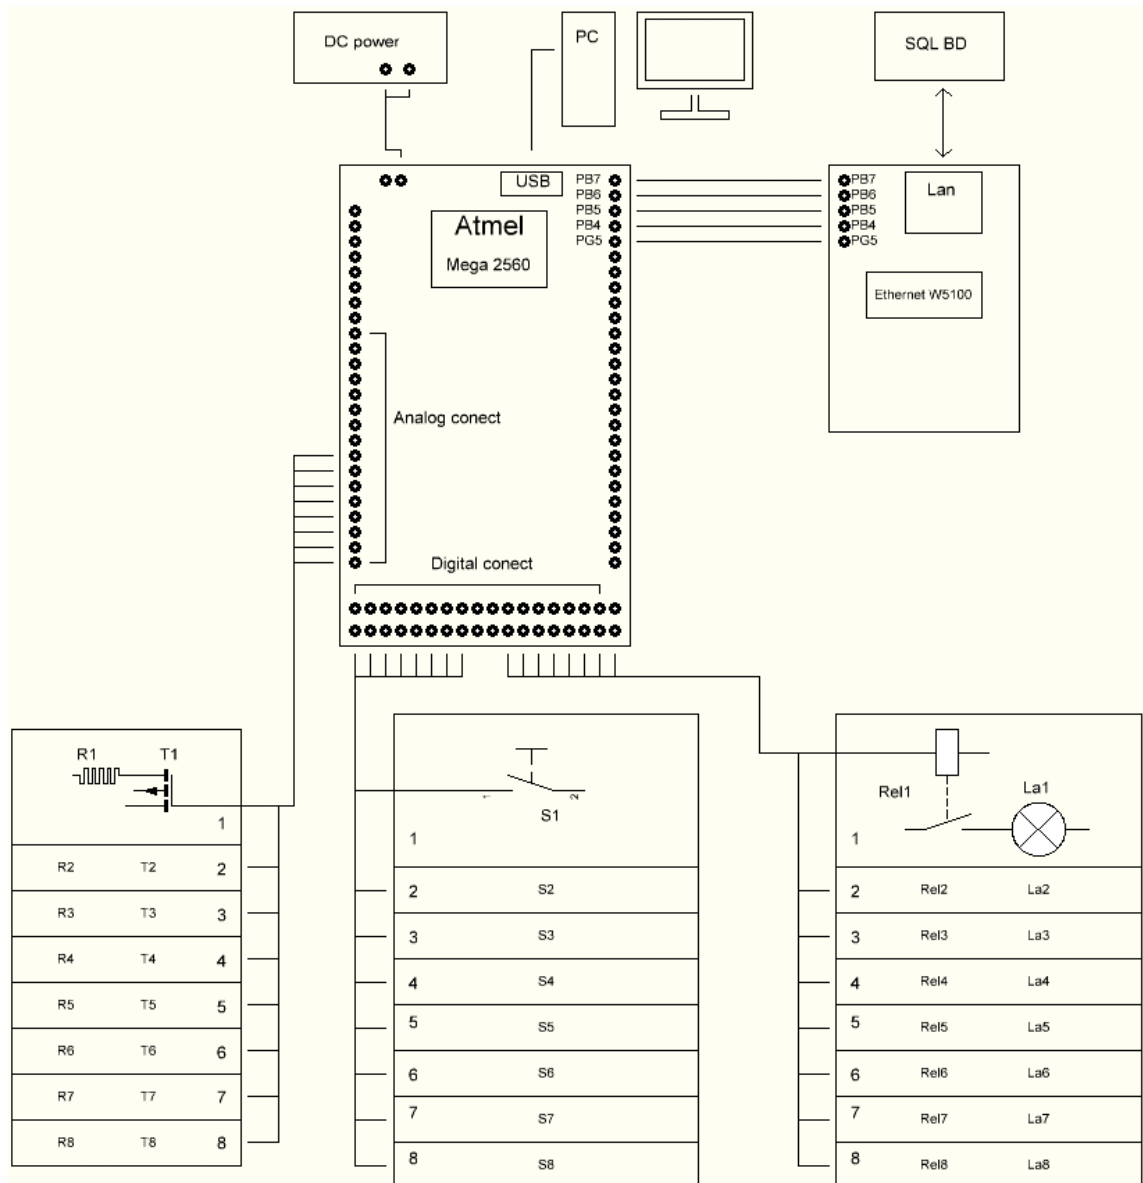 DC power
PC
SQL BD
USB
PB7
PB6
PB5
PB4
PG5
Atmel
Mega 2560
PB7
PB6
PB5
PB4
PG5
Lan
Ethernet W5100
Analog conect
Digital conect
R1 T1
1
R2 T2 2
R3 T3 3
R4 T4 4
R5 T5 5
R6 T6 6
R7 T7 7
R8 T8 8
1 2
S1
1
2 S2
3 S3
4 S4
5 S5
6 S6
7 S7
8 S8
Rel1 La1
1
2 Rel2 La2
3 Rel3 La3
4 Rel4 La4
5 Rel5 La5
6 Rel6 La6
7 Rel7 La7
8 Rel8 La8